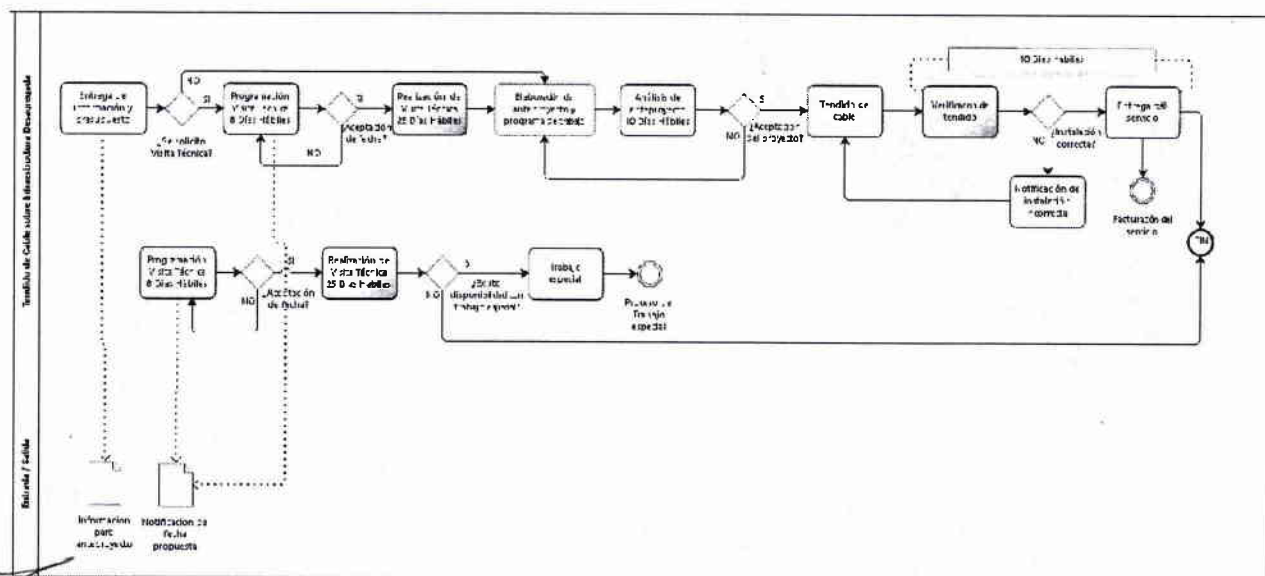 Tendido de Cable sobre Infraestructura Desagregada
Entrega de
información y
presupuesto
NO
SI
¿Se solicitó
Visita Técnica?
Programación
Visita Técnica
8 Días Hábiles
SI
¿Aceptación
de fecha?
NO
Realización de
Visita Técnica
25 Días Hábiles
Elaboración de
anteproyecto y
programa de trabajo
Análisis de
anteproyecto
10 Días Hábiles
S
NO
¿Aceptación
del proyecto?
Tendido de
cable
10 Días Hábiles
Verificación de
tendido
NO
¿Instalación
correcta?
Entrega del
servicio
Notificación de
instalación
incorrecta
Facturación del
servicio
FIN
Programación
Visita Técnica
8 Días Hábiles
SI
NO
¿Aceptación
de fecha?
Realización de
Visita Técnica
25 Días Hábiles
S
NO
¿Existe
disponibilidad con
trabajo especial?
Trabajo
especial
Proceso de
Trabajo
especial
Entrada / Salida
Información
para
anteproyecto
Notificación de
fecha
propuesta